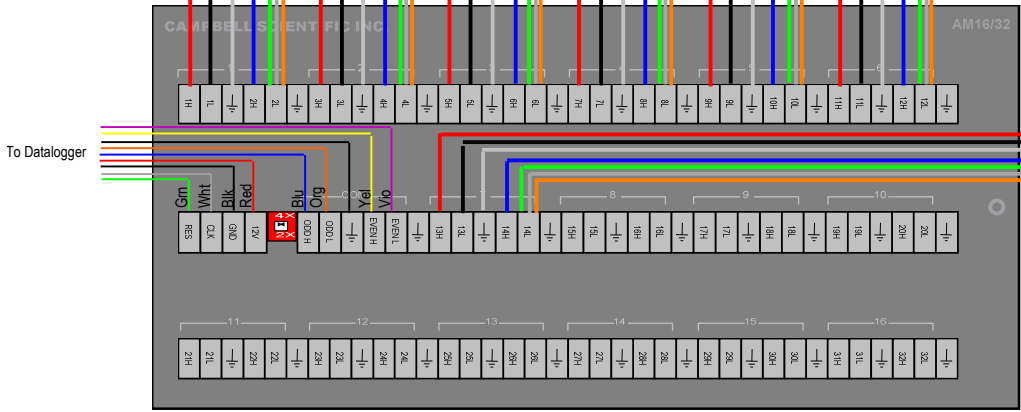 CAMPBELL SCIENTIFIC INC. AM16/32
1 2 3 4 5 6
1H 1L 2H 2L 3H 3L 4H 4L 5H 5L 6H 6L 7H 7L 8H 8L 9H 9L 10H 10L 11H 11L 12H 12L
To Datalogger
Grn Wht Blk Red Blu Org Yel Vio
COM 7 8 9 10
RES CLK GND 12V 4X 2X ODD H ODD L EVEN H EVEN L 13H 13L 14H 14L 15H 15L 16H 16L 17H 17L 18H 18L 19H 19L 20H 20L
11 12 13 14 15 16
21H 21L 22H 22L 23H 23L 24H 24L 25H 25L 26H 26L 27H 27L 28H 28L 29H 29L 30H 30L 31H 31L 32H 32L